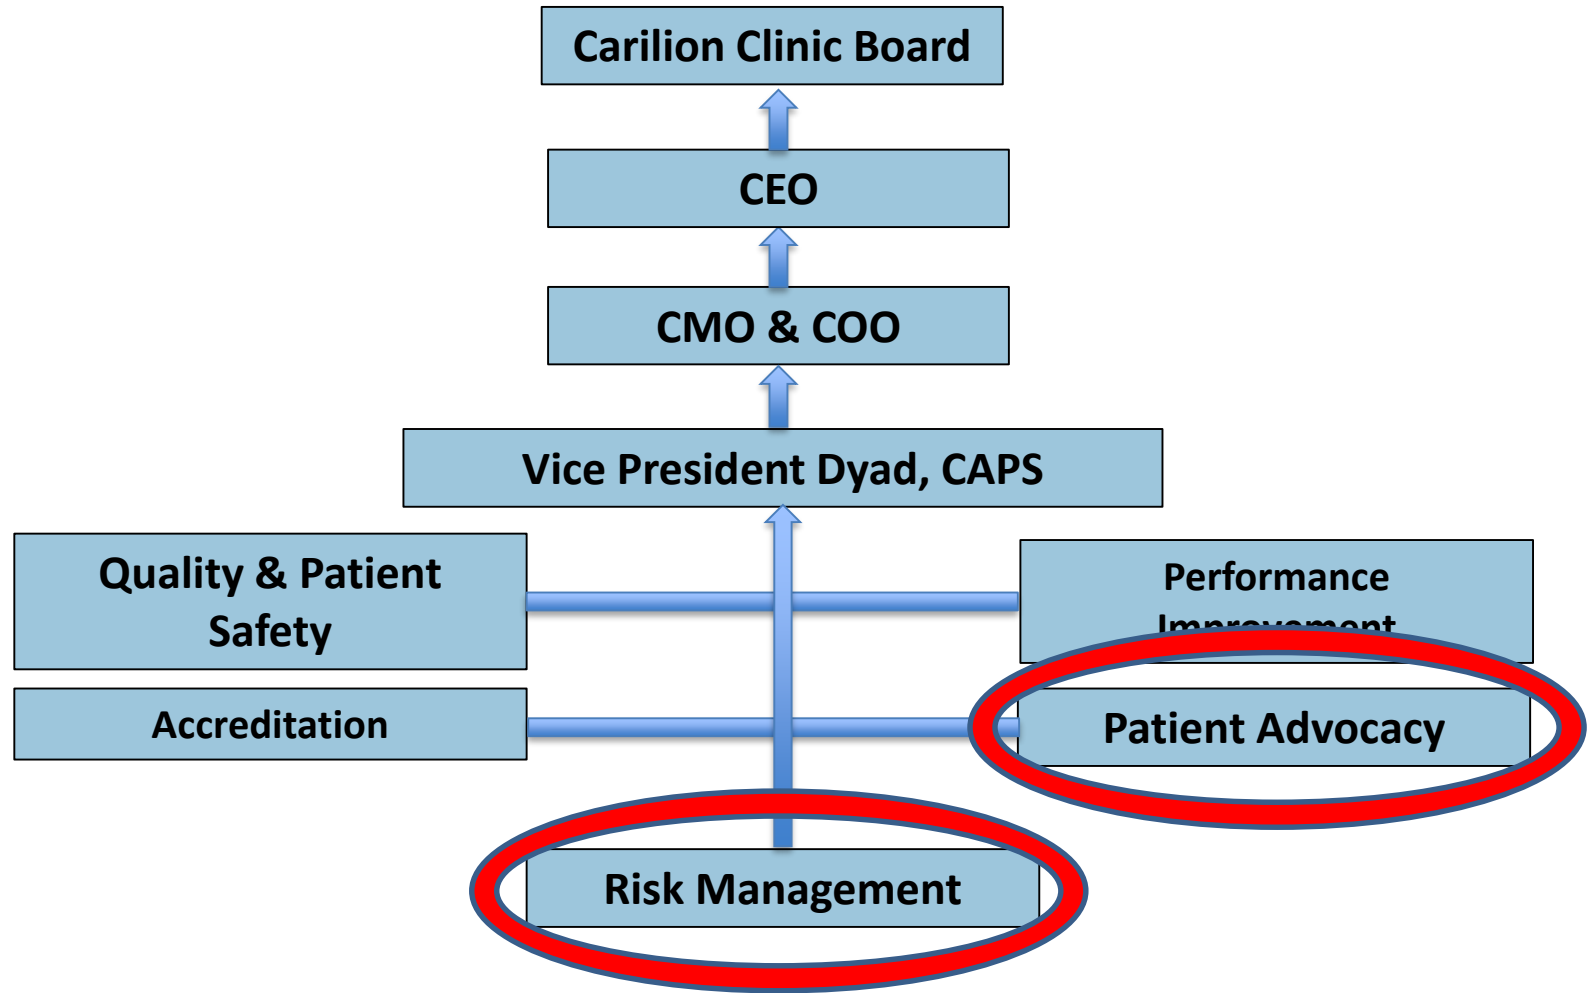 Carilion Clinic Board
CEO
CMO & COO
Vice President Dyad, CAPS
Quality & Patient
Safety
Performance
Improvement
Accreditation
Patient Advocacy
Risk Management